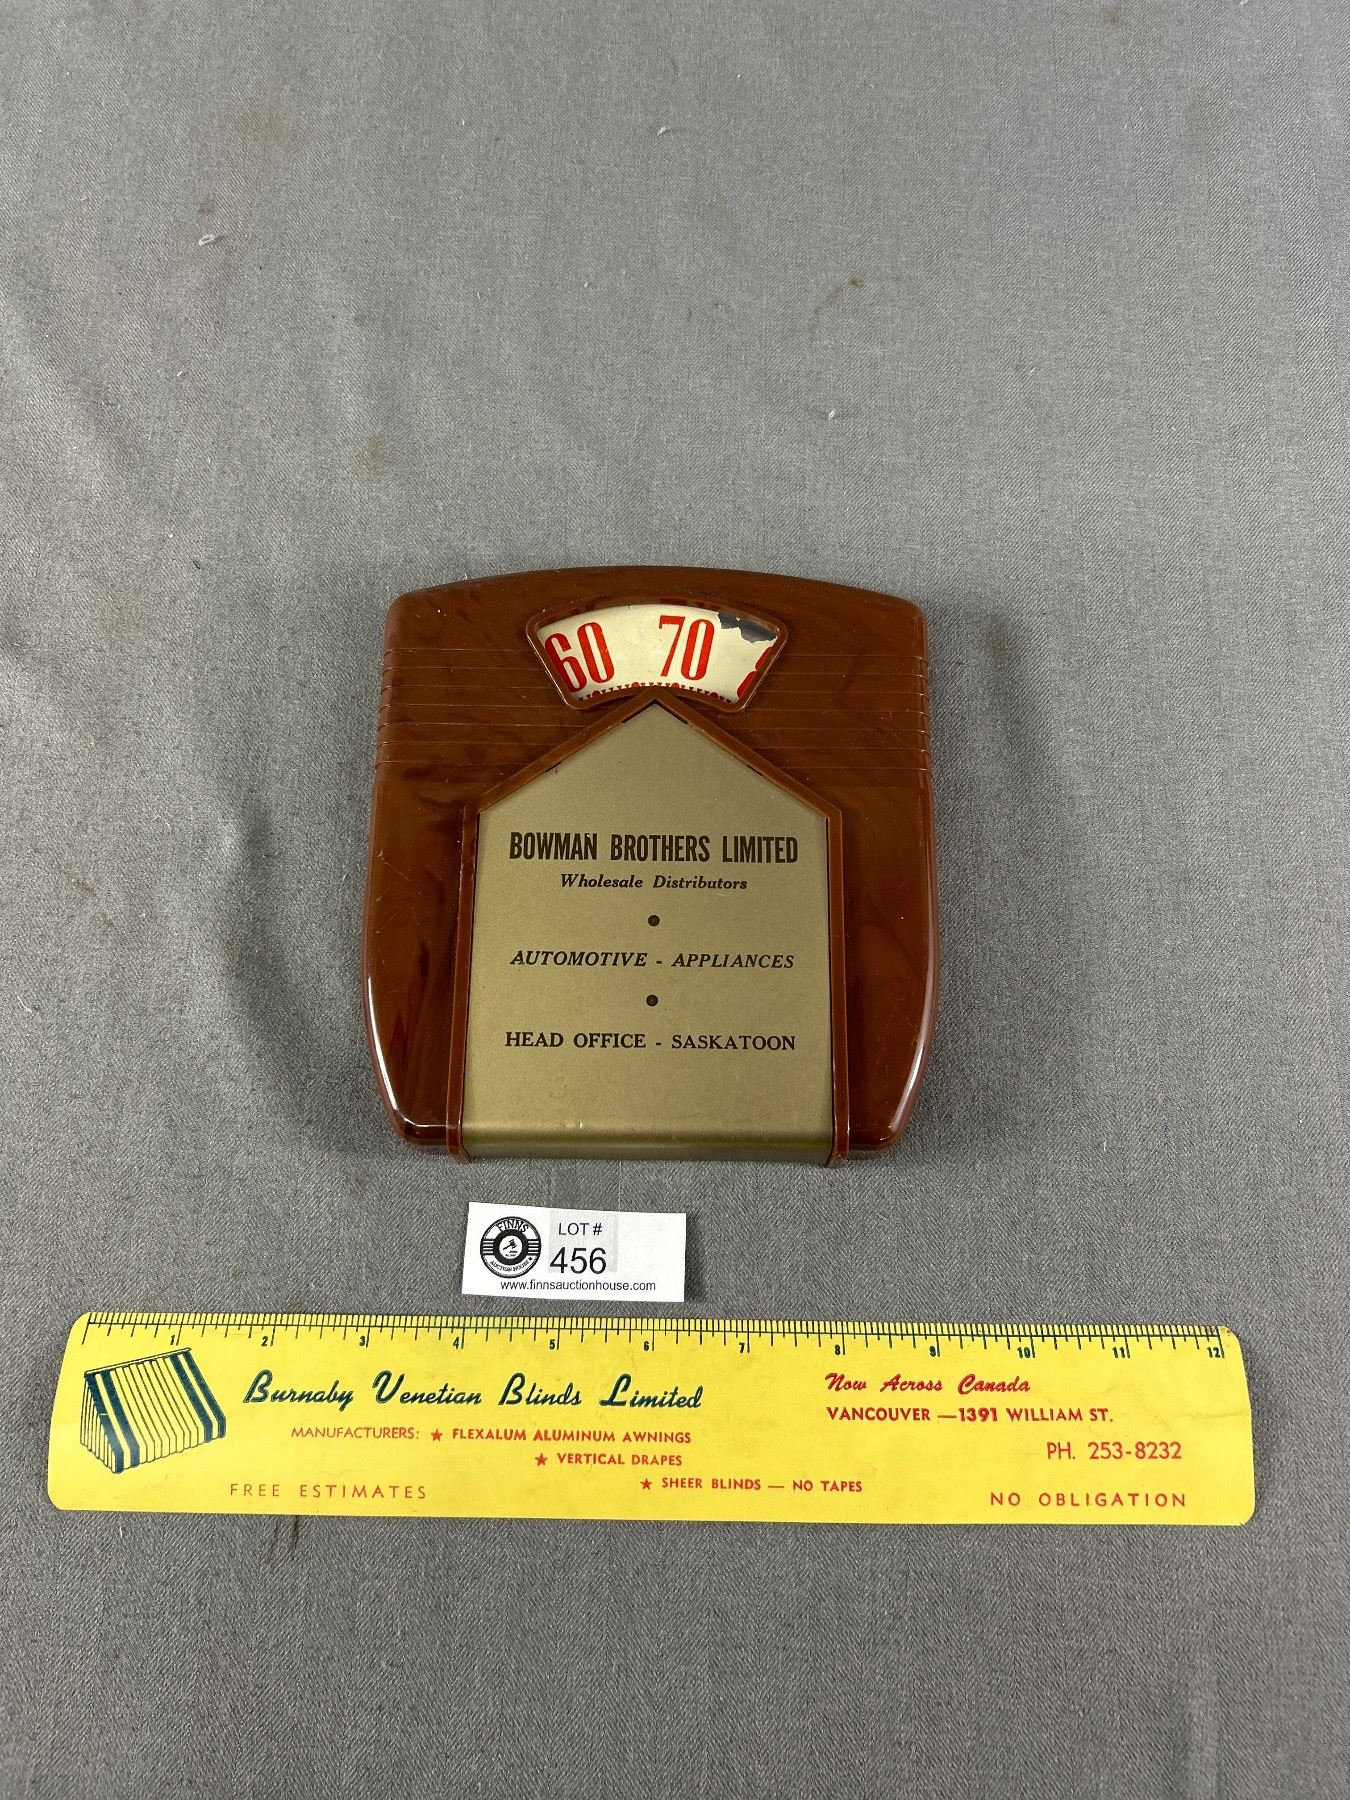 60 70
BOWMAN BROTHERS LIMITED
Wholesale Distributors
AUTOMOTIVE - APPLIANCES
HEAD OFFICE - SASKATOON
FINNS
AUCTION HOUSE
LOT #
456
www.finnsauctionhouse.com
1 2 3 4 5 6 7 8 9 10 11 12
Burnaby Venetian Blinds Limited
MANUFACTURERS: ★ FLEXALUM ALUMINUM AWNINGS
★ VERTICAL DRAPES
★ SHEER BLINDS — NO TAPES
FREE ESTIMATES
Now Across Canada
VANCOUVER — 1391 WILLIAM ST.
PH. 253-8232
NO OBLIGATION